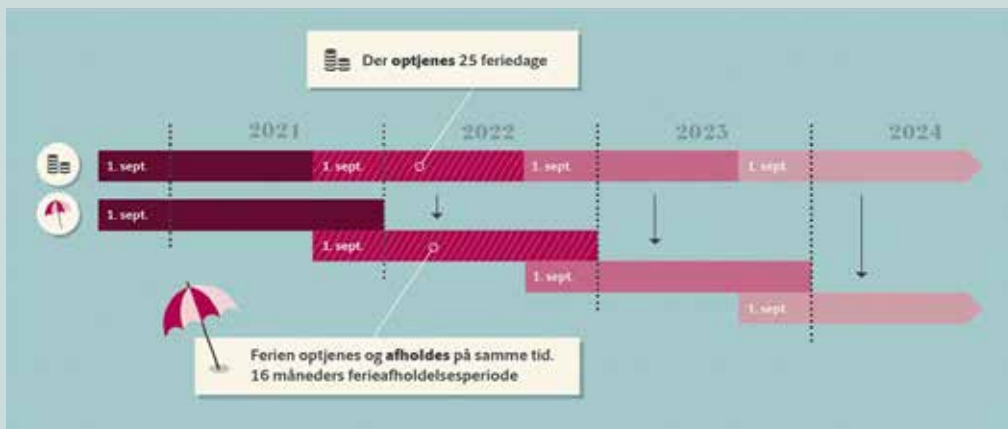 Der optjenes 25 feriedage
2021
2022
2023
2024
1. sept.
1. sept.
1. sept.
1. sept.
1. sept.
1. sept.
1. sept.
1. sept.
Ferien optjenes og afholdes på samme tid.
16 måneders ferieafholdelsesperiode